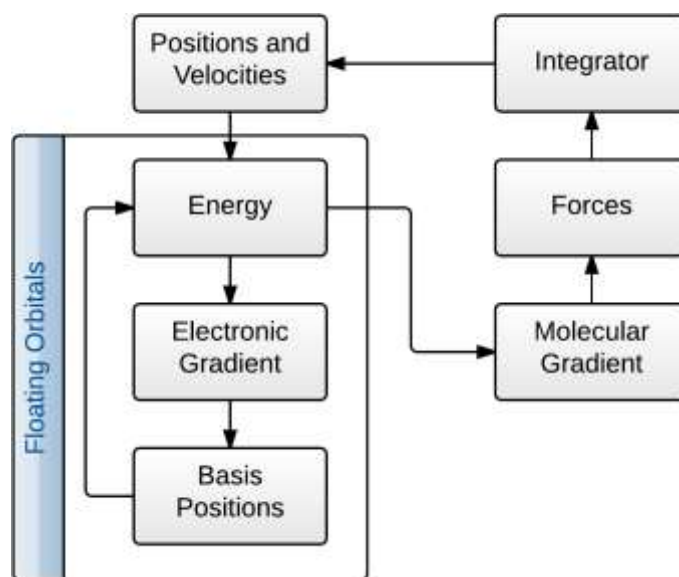 Positions and
Velocities
Integrator
Energy
Forces
Floating Orbitals
Electronic
Gradient
Molecular
Gradient
Basis
Positions